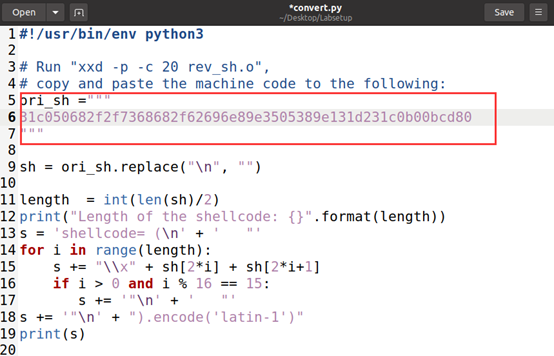 Open
*convert.py
~/Desktop/Labsetup
Save
1 #!/usr/bin/env python3
2
3 # Run "xxd -p -c 20 rev_sh.o",
4 # copy and paste the machine code to the following:
5 ori_sh ="""
6 31c050682f2f7368682f62696e89e3505389e131d231c0b00bcd80
7 """
8
9 sh = ori_sh.replace("\n", "")
10
11 length  = int(len(sh)/2)
12 print("Length of the shellcode: {}".format(length))
13 s = 'shellcode= (\n' + '   "'
14 for i in range(length):
15     s += "\\x" + sh[2*i] + sh[2*i+1]
16     if i > 0 and i % 16 == 15:
17        s += '"\n' + '   "'
18 s += '"\n' + ").encode('latin-1')"
19 print(s)
20